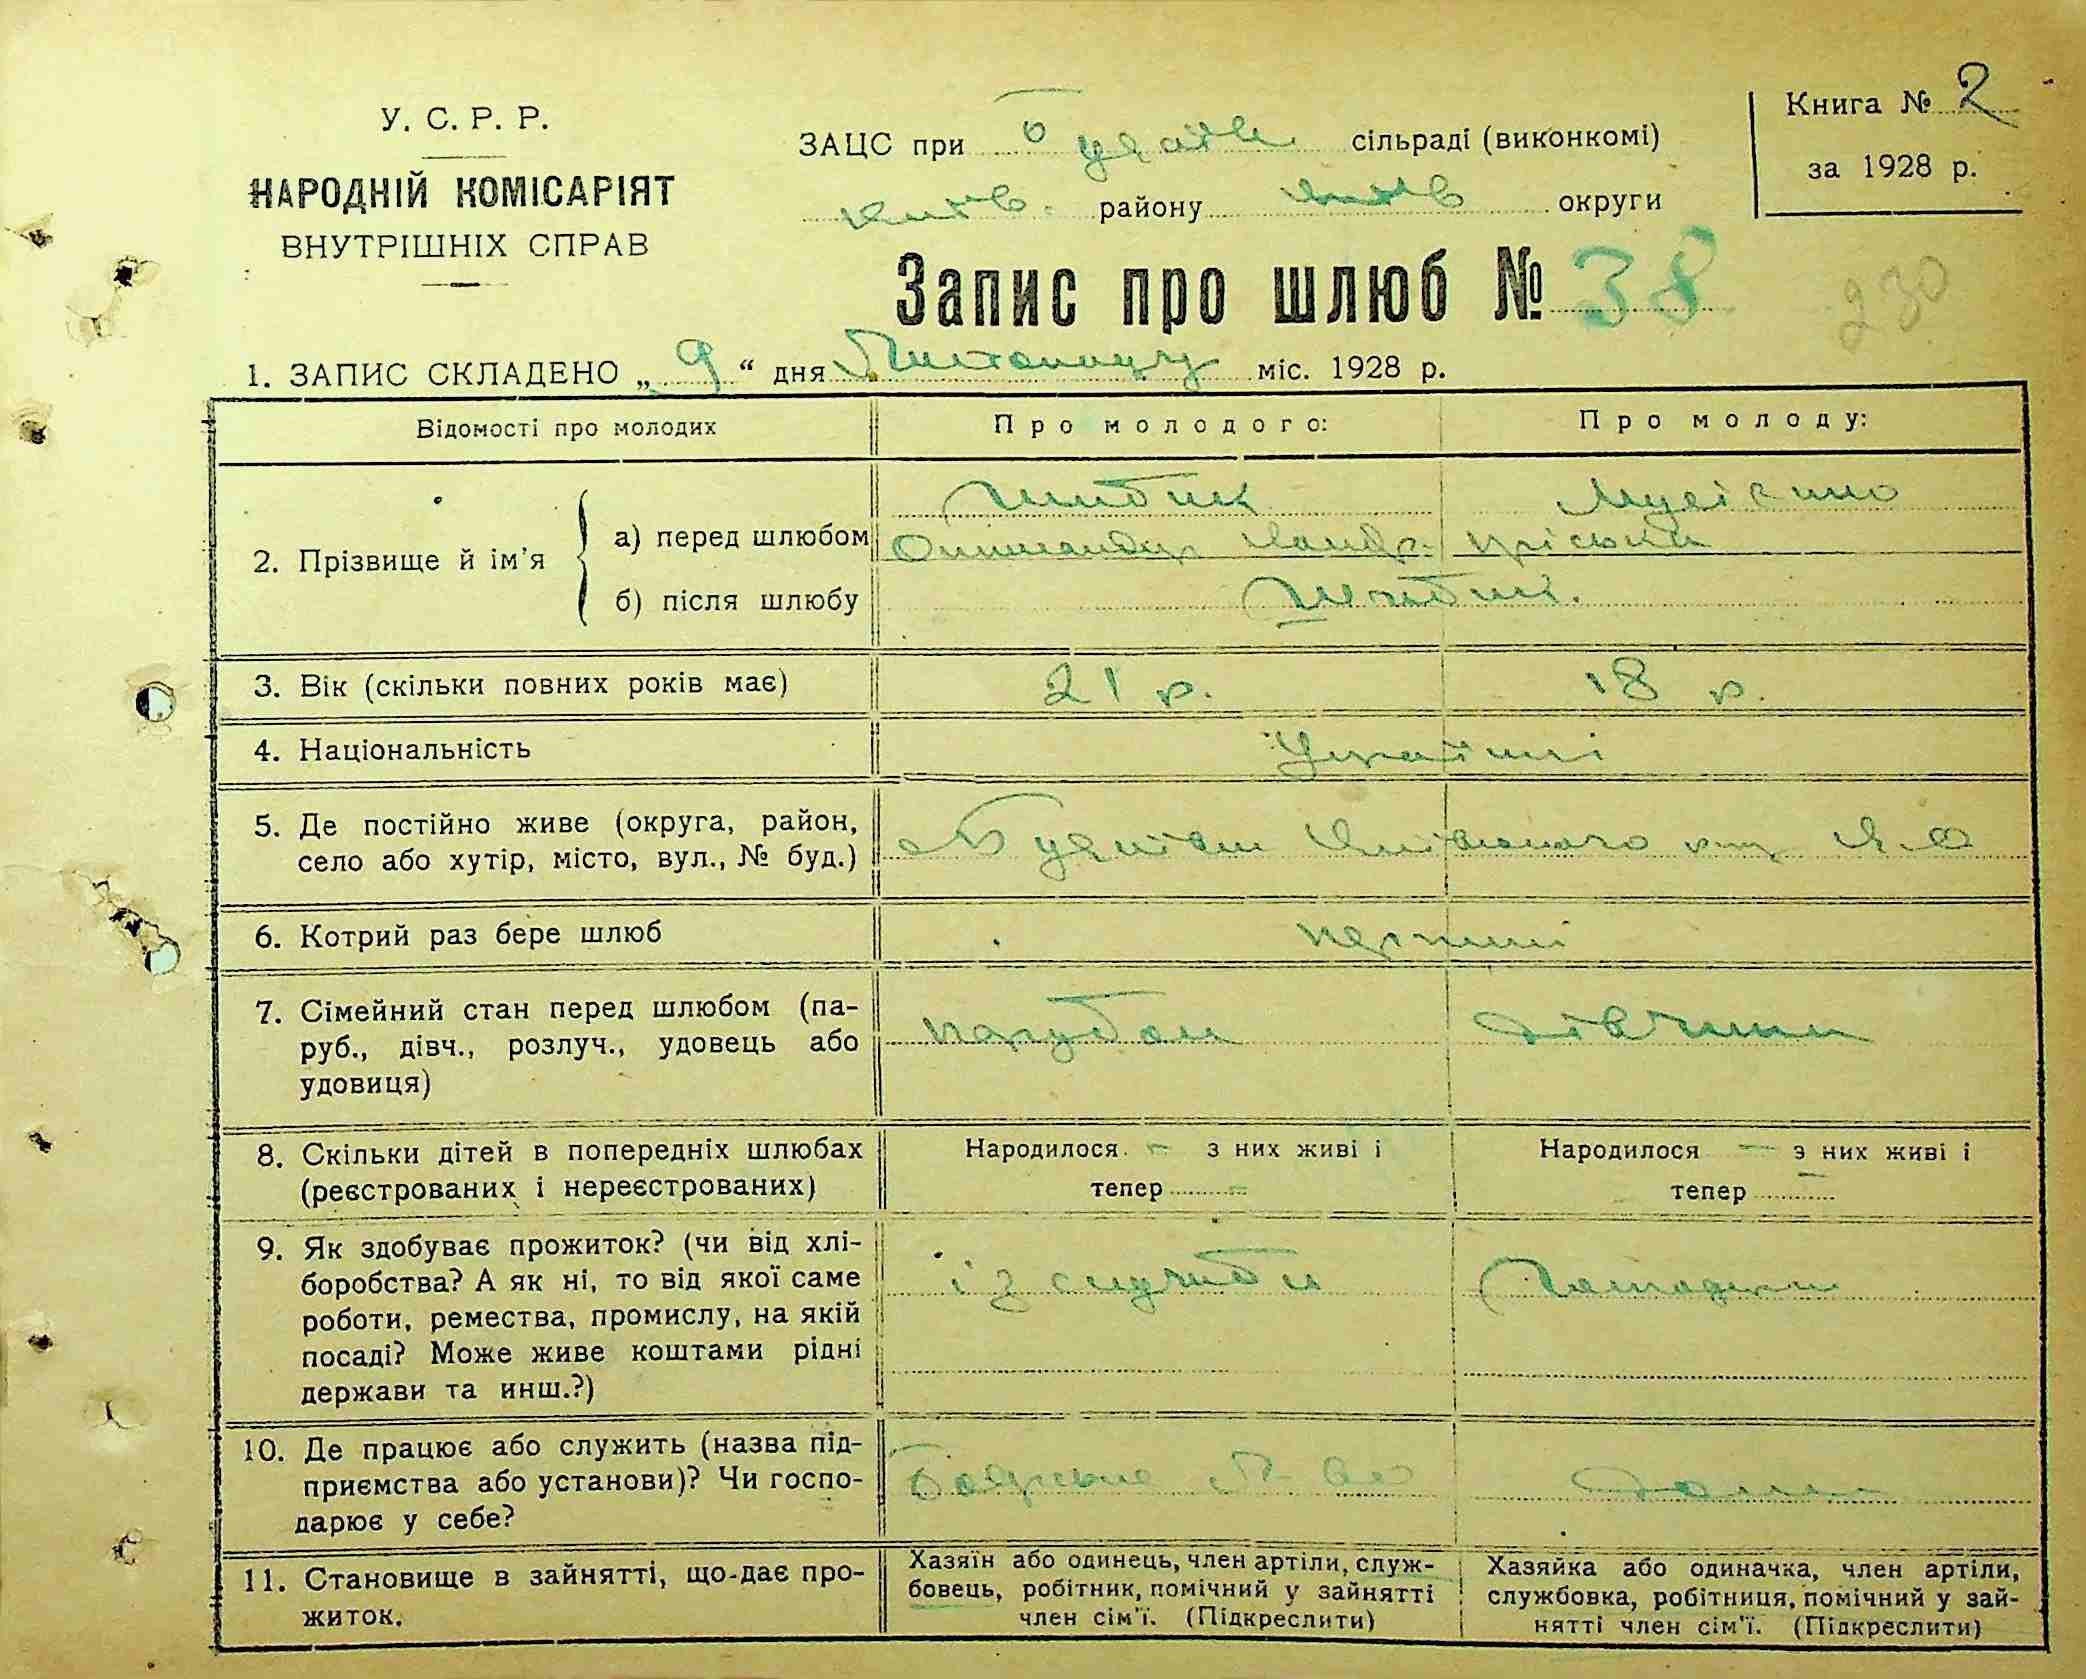 У. С. Р. Р.
НАРОДНІЙ КОМІСАРІЯТ
ВНУТРІШНІХ СПРАВ
ЗАЦС при сільраді (виконкомі)
району округи
Книга № 2
за 1928 р.
Запис про шлюб № 38
230
1. ЗАПИС СКЛАДЕНО „ 9 “ дня Листопаду міс. 1928 р.
Відомості про молодих
Про молодого:
Про молоду:
2. Прізвище й ім'я
а) перед шлюбом
б) після шлюбу
3. Вік (скільки повних років має)
21 р.
18 р.
4. Національність
Українці
5. Де постійно живе (округа, район,
село або хутір, місто, вул., № буд.)
6. Котрий раз бере шлюб
перший
7. Сімейний стан перед шлюбом (па-
руб., дівч., розлуч., удовець або
удовиця)
парубок
дівчина
8. Скільки дітей в попередніх шлюбах
(реєстрованих і нереєстрованих)
Народилося – з них живі і
тепер –
Народилося – з них живі і
тепер –
9. Як здобуває прожиток? (чи від хлі-
боробства? А як ні, то від якої саме
роботи, ремества, промислу, на якій
посаді? Може живе коштами рідні
держави та инш.?)
із служби
10. Де працює або служить (назва під-
приємства або установи)? Чи госпо-
дарює у себе?
Боярське
дома
11. Становище в зайнятті, що-дає про-
житок.
Хазяїн або одинець, член артіли, служ-
бовець, робітник, помічний у зайнятті
член сім'ї. (Підкреслити)
Хазяйка або одиначка, член артіли,
службовка, робітниця, помічний у зай-
нятті член сім'ї. (Підкреслити)